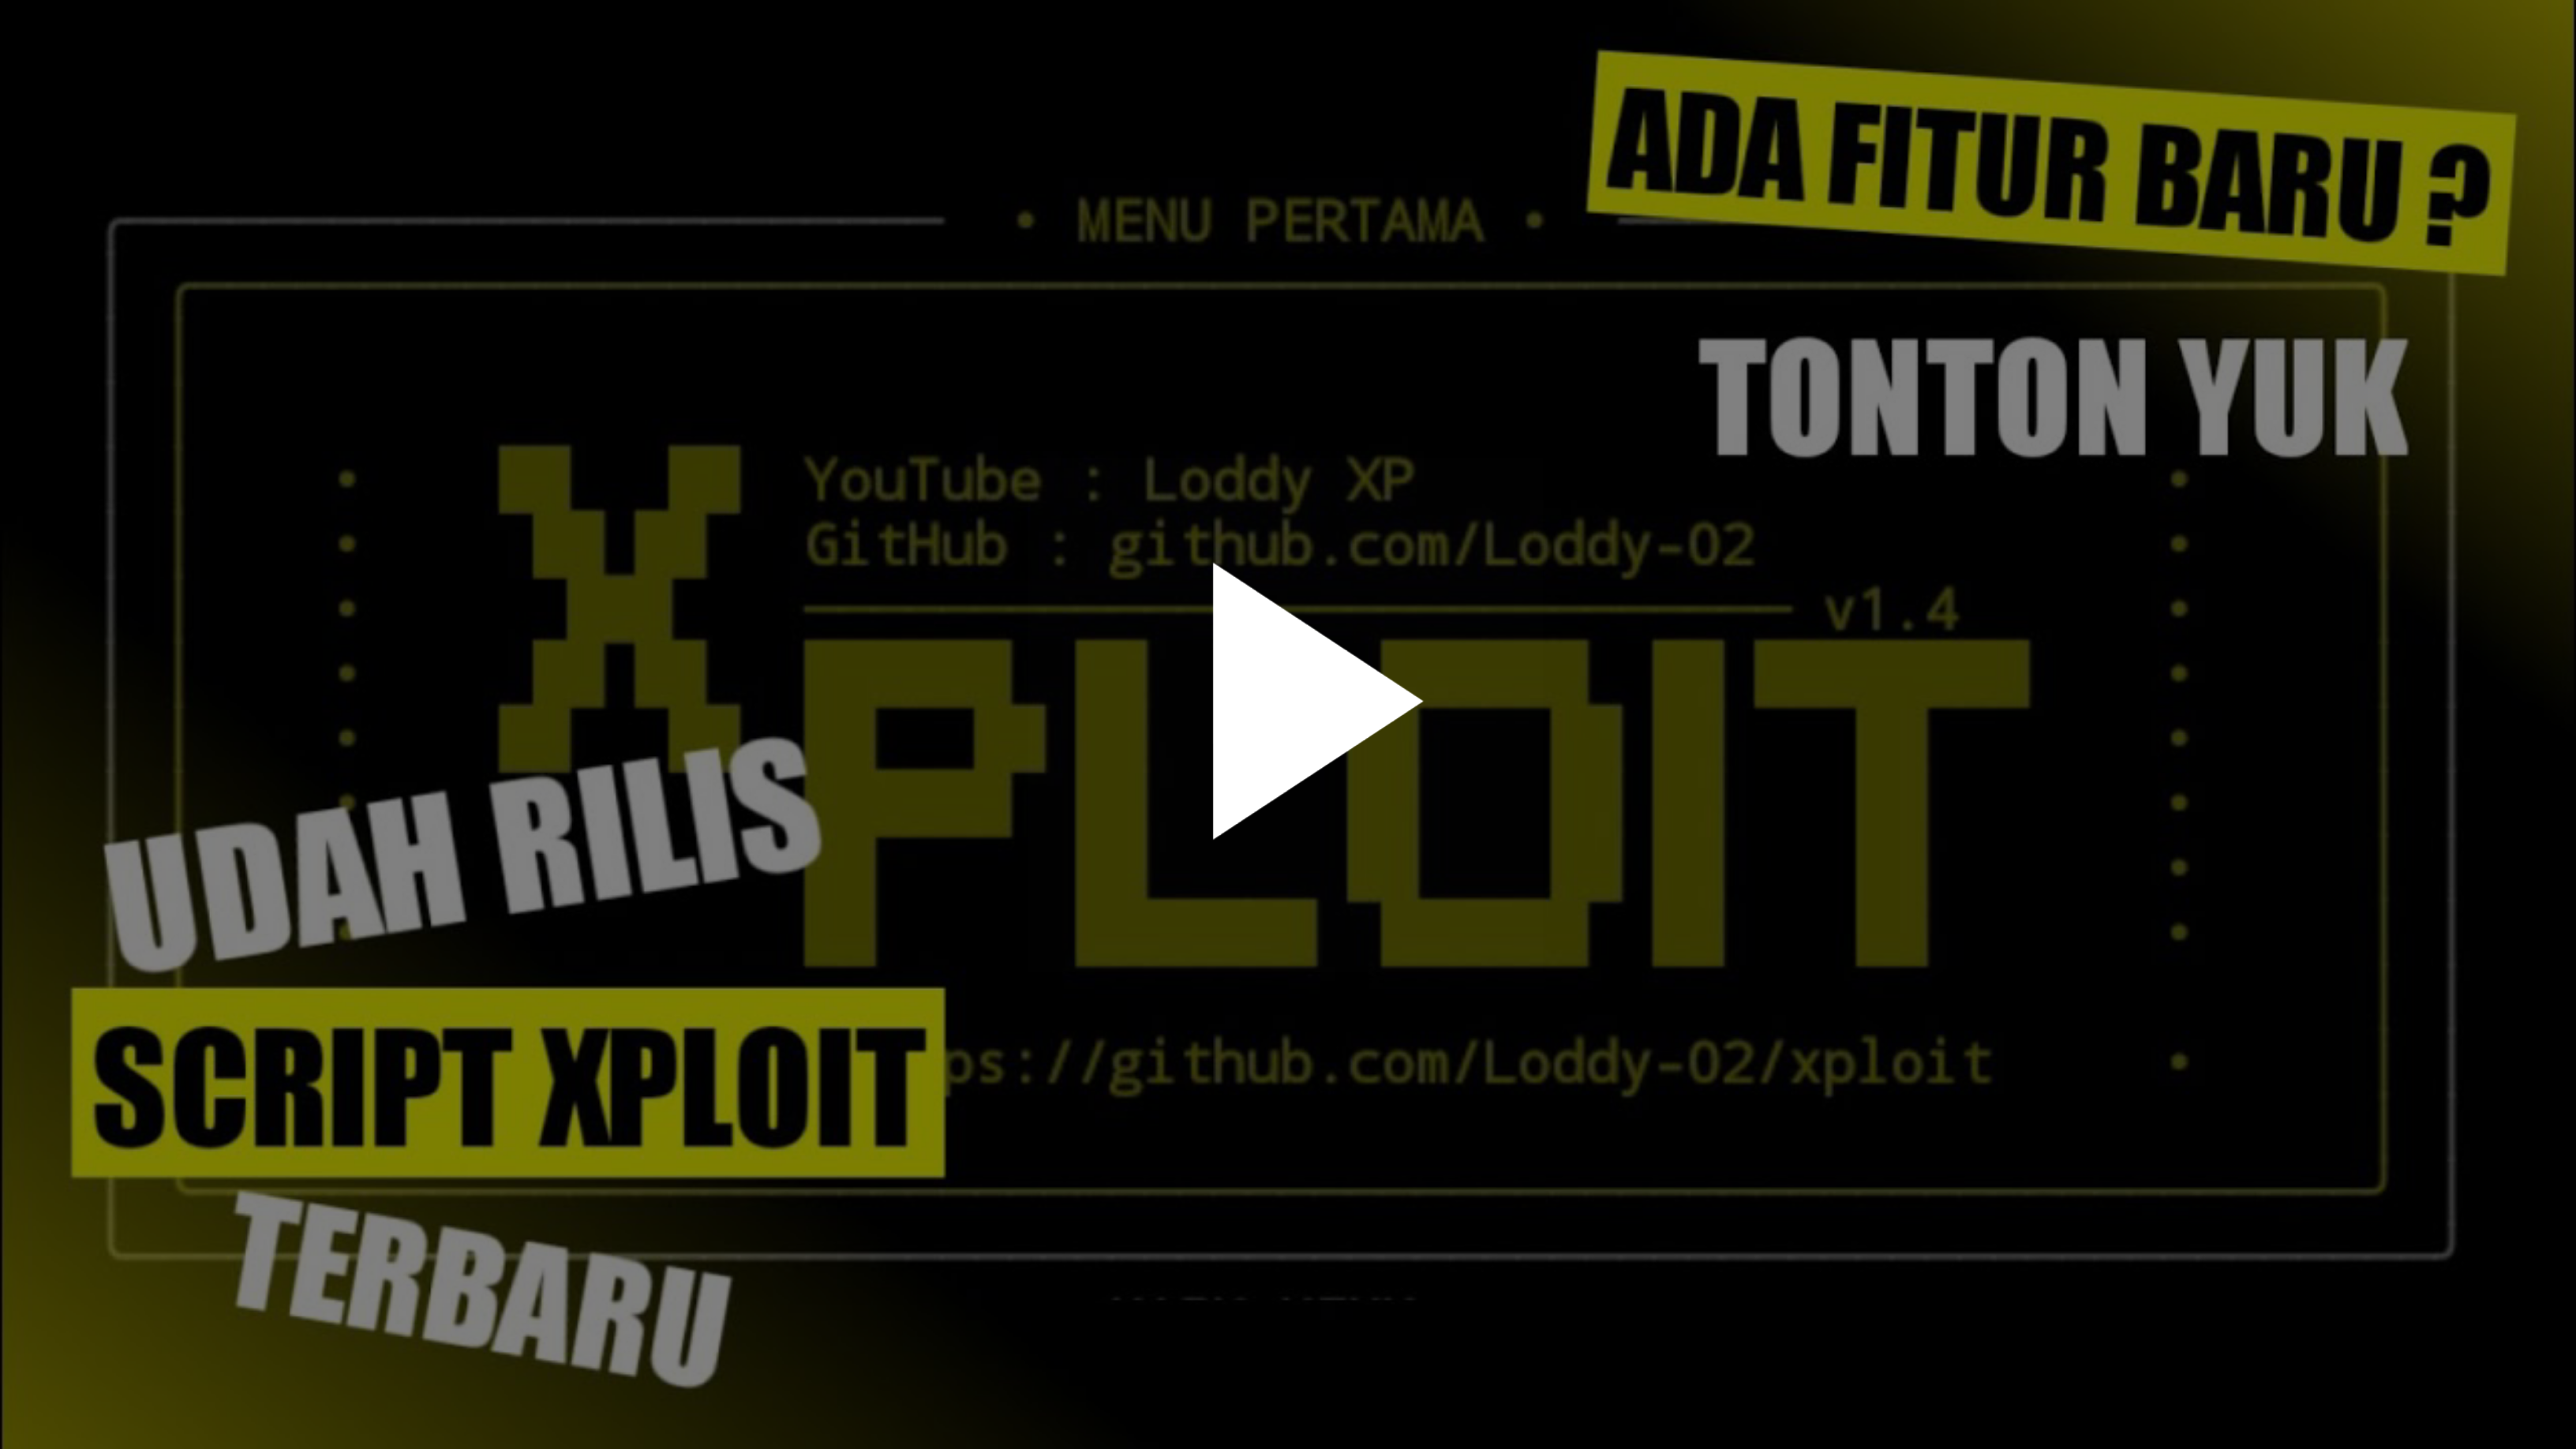 ADA FITUR BARU ?
• MENU PERTAMA •
TONTON YUK
YouTube : Loddy XP
GitHub : github.com/Loddy-02
v1.4
XPLOIT
UDAH RILIS
SCRIPT XPLOIT
ps://github.com/Loddy-02/xploit
TERBARU